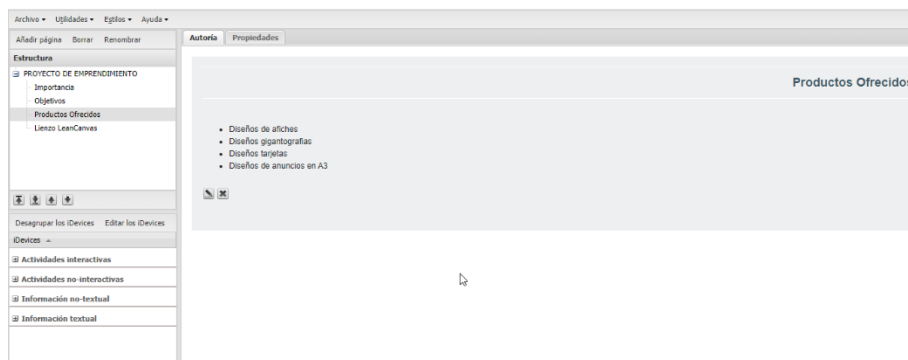 Archivo Utilidades Estilos Ayuda
Añadir página Borrar Renombrar
Autoría Propiedades
Estructura
PROYECTO DE EMPRENDIMIENTO
Importancia
Objetivos
Productos Ofrecidos
Lienzo LeanCanvas
Productos Ofrecidos
Diseños de afiches
Diseños gigantografias
Diseños tarjetas
Diseños de anuncios en A3
Desagrupar los iDevices Editar los iDevices
iDevices
Actividades interactivas
Actividades no-interactivas
Información no-textual
Información textual